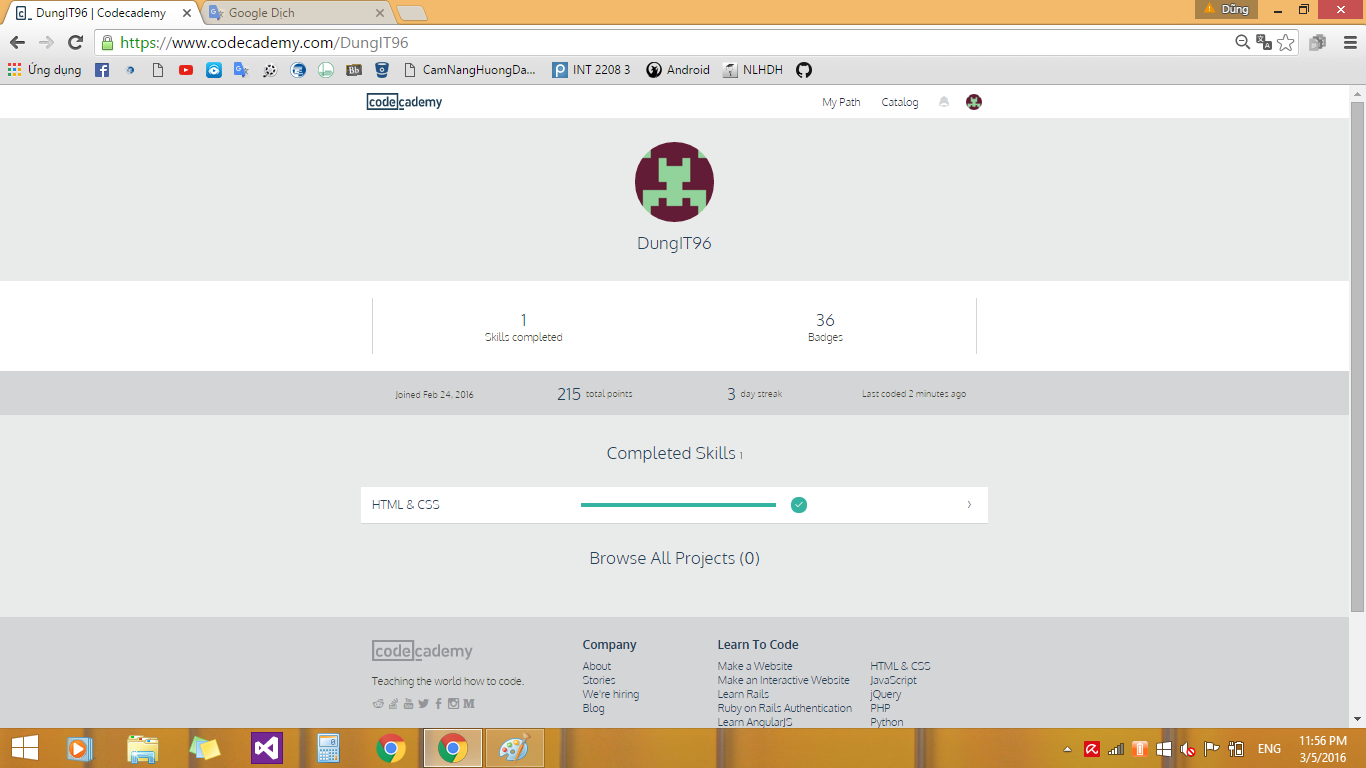 DungIT96 | Codecademy
Google Dịch
Dũng
https://www.codecademy.com/DungIT96
Ứng dụng
Bb
CamNangHuongDa...
INT 2208 3
Android
NLHDH
codecademy My Path Catalog
DungIT96
1 36
Skills completed Badges
Joined Feb 24, 2016 215 total points 3 day streak Last coded 2 minutes ago
Completed Skills 1
HTML & CSS
Browse All Projects (0)
codecademy
Teaching the world how to code.
Company
About
Stories
We're hiring
Blog
Learn To Code
Make a Website
Make an Interactive Website
Learn Rails
Ruby on Rails Authentication
Learn AngularJS
HTML & CSS
JavaScript
jQuery
PHP
Python
ENG
11:56 PM
3/5/2016